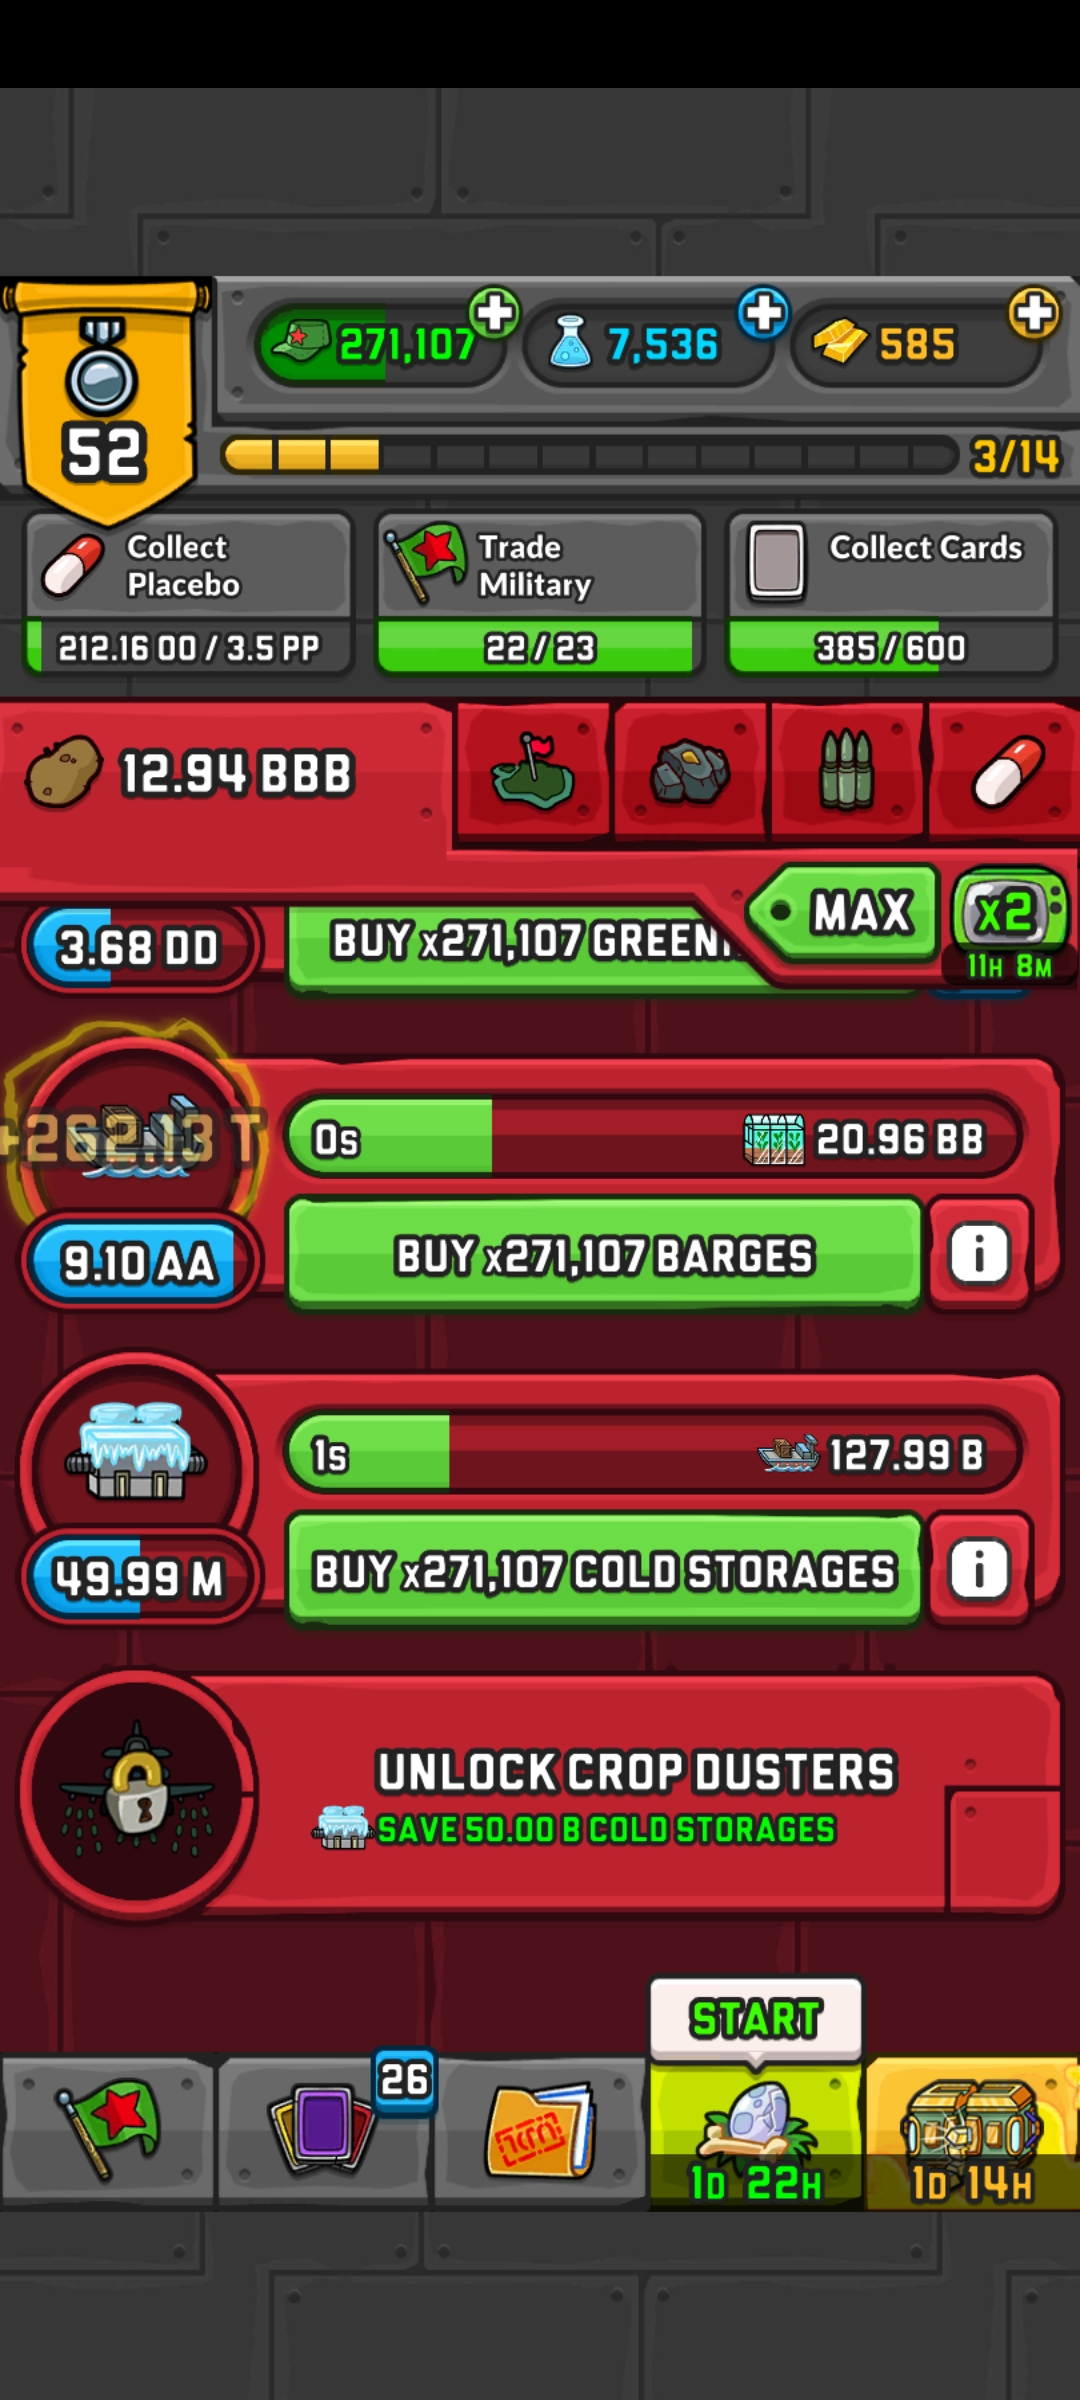 271,107
7,536
585
52
3/14
Collect
Placebo
212.16 OO / 3.5 PP
Trade
Military
22 / 23
Collect Cards
385 / 600
12.94 BBB
MAX
x2
11H 8M
3.68 DD
BUY x271,107 GREENH
+262.13 T
0s
20.96 BB
9.10 AA
BUY x271,107 BARGES
i
1s
127.99 B
49.99 M
BUY x271,107 COLD STORAGES
i
UNLOCK CROP DUSTERS
SAVE 50.00 B COLD STORAGES
START
26
1D 22H
1D 14H